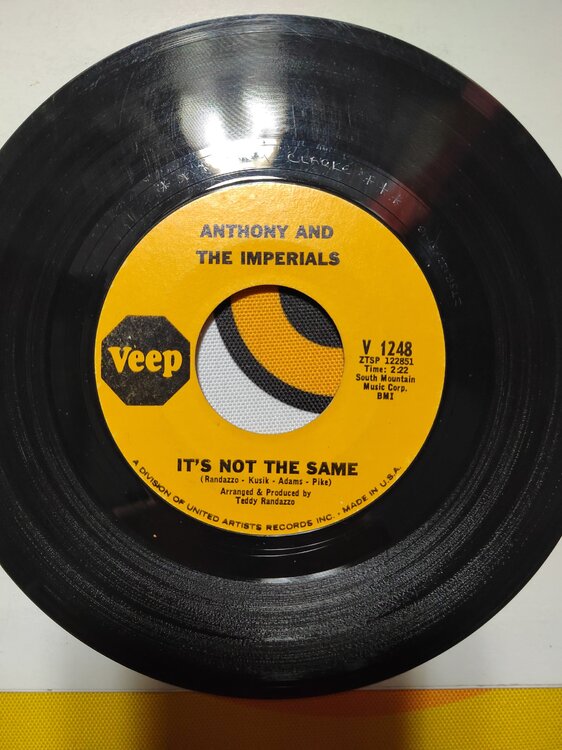 CLARKE
ANTHONY AND
THE IMPERIALS
Veep
V 1248
ZTSP 122851
Time: 2:22
South Mountain
Music Corp.
BMI
IT'S NOT THE SAME
(Randazzo - Kusik - Adams - Pike)
Arranged & Produced by
Teddy Randazzo
A DIVISION OF UNITED ARTISTS RECORDS INC. • MADE IN U.S.A.